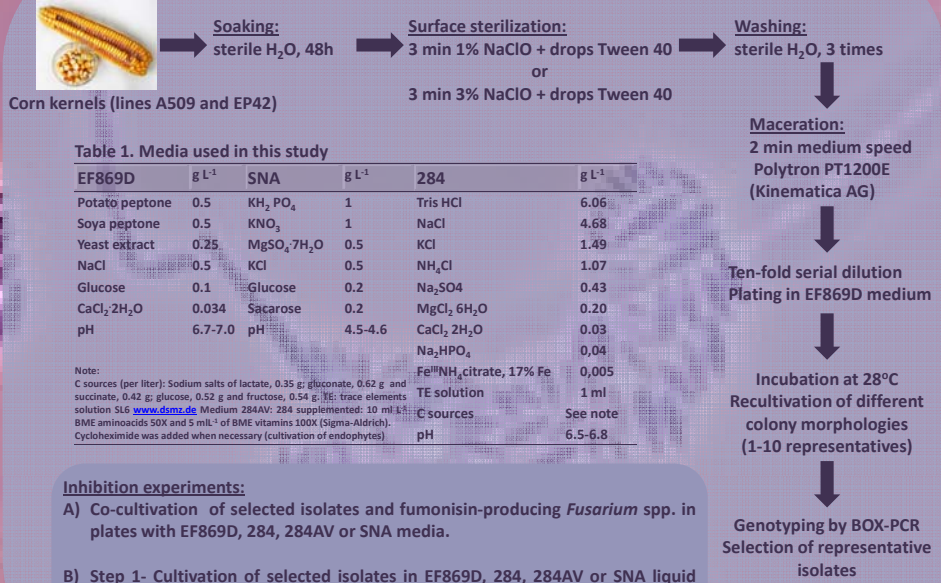 Soaking:
sterile H₂O, 48h
Surface sterilization:
3 min 1% NaClO + drops Tween 40
or
3 min 3% NaClO + drops Tween 40
Washing:
sterile H₂O, 3 times
Corn kernels (lines A509 and EP42)
Maceration:
2 min medium speed
Polytron PT1200E
(Kinematica AG)
Ten-fold serial dilution
Plating in EF869D medium
Incubation at 28ºC
Recultivation of different
colony morphologies
(1-10 representatives)
Genotyping by BOX-PCR
Selection of representative
isolates
Table 1. Media used in this study
EF869D g L⁻¹ SNA g L⁻¹ 284 g L⁻¹
Potato peptone 0.5 KH₂ PO₄ 1 Tris HCl 6.06
Soya peptone 0.5 KNO₃ 1 NaCl 4.68
Yeast extract 0.25 MgSO₄·7H₂O 0.5 KCl 1.49
NaCl 0.5 KCl 0.5 NH₄Cl 1.07
Glucose 0.1 Glucose 0.2 Na₂SO4 0.43
CaCl₂·2H₂O 0.034 Sacarose 0.2 MgCl₂ 6H₂O 0.20
pH 6.7-7.0 pH 4.5-4.6 CaCl₂ 2H₂O 0.03
Na₂HPO₄ 0,04
Fe^III NH₄citrate, 17% Fe 0,005
TE solution 1 ml
C sources See note
pH 6.5-6.8
Note:
C sources (per liter): Sodium salts of lactate, 0.35 g; gluconate, 0.62 g and
succinate, 0.42 g; glucose, 0.52 g and fructose, 0.54 g. TE: trace elements
solution SL6 www.dsmz.de Medium 284AV: 284 supplemented: 10 ml L⁻¹
BME aminoacids 50X and 5 mlL⁻¹ of BME vitamins 100X (Sigma-Aldrich).
Cycloheximide was added when necessary (cultivation of endophytes)
Inhibition experiments:
A) Co-cultivation of selected isolates and fumonisin-producing Fusarium spp. in
plates with EF869D, 284, 284AV or SNA media.
B) Step 1- Cultivation of selected isolates in EF869D, 284, 284AV or SNA liquid